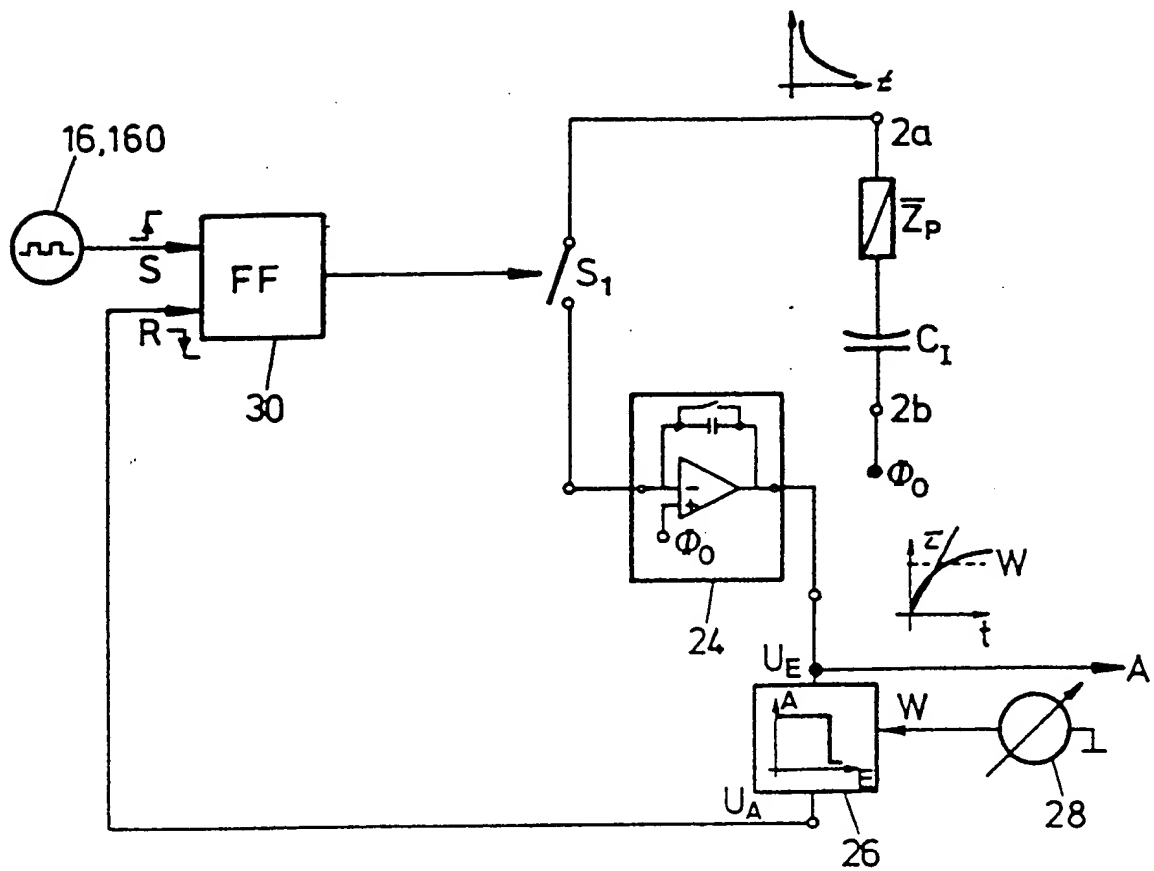 t
16,160
2a
Z̅P
S
FF
S1
R
CI
30
2b
Φ0
-
+
Φ0
τ
W
t
24
UE
A
A
W
E
UA
28
26